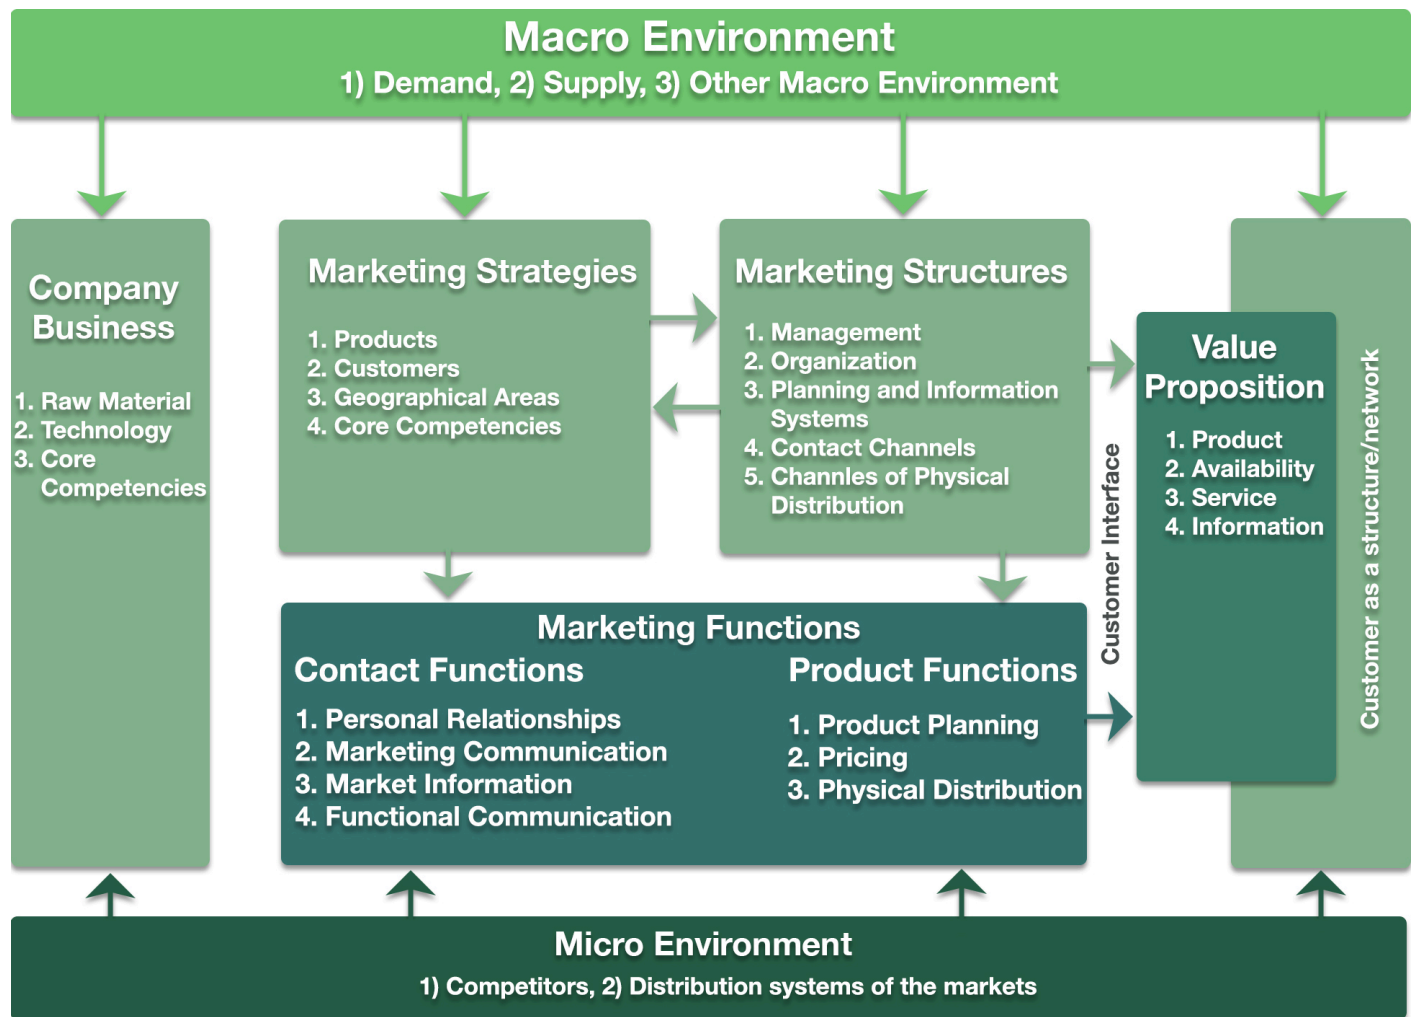 Macro Environment
1) Demand, 2) Supply, 3) Other Macro Environment
Company
Business
1. Raw Material
2. Technology
3. Core
Competencies
Marketing Strategies
1. Products
2. Customers
3. Geographical Areas
4. Core Competencies
Marketing Structures
1. Management
2. Organization
3. Planning and Information
Systems
4. Contact Channels
5. Channles of Physical
Distribution
Customer Interface
Value
Proposition
1. Product
2. Availability
3. Service
4. Information
Customer as a structure/network
Marketing Functions
Contact Functions
1. Personal Relationships
2. Marketing Communication
3. Market Information
4. Functional Communication
Product Functions
1. Product Planning
2. Pricing
3. Physical Distribution
Micro Environment
1) Competitors, 2) Distribution systems of the markets